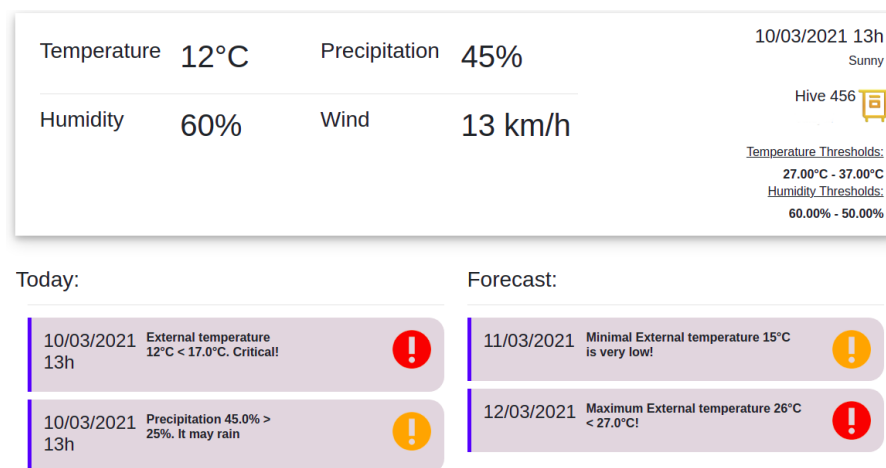 Temperature 12°C Precipitation 45%
Humidity 60% Wind 13 km/h
10/03/2021 13h
Sunny
Hive 456
Temperature Thresholds:
27.00°C - 37.00°C
Humidity Thresholds:
60.00% - 50.00%
Today:
10/03/2021
13h
External temperature
12°C < 17.0°C. Critical!
10/03/2021
13h
Precipitation 45.0% >
25%. It may rain
Forecast:
11/03/2021
Minimal External temperature 15°C
is very low!
12/03/2021
Maximum External temperature 26°C
< 27.0°C!